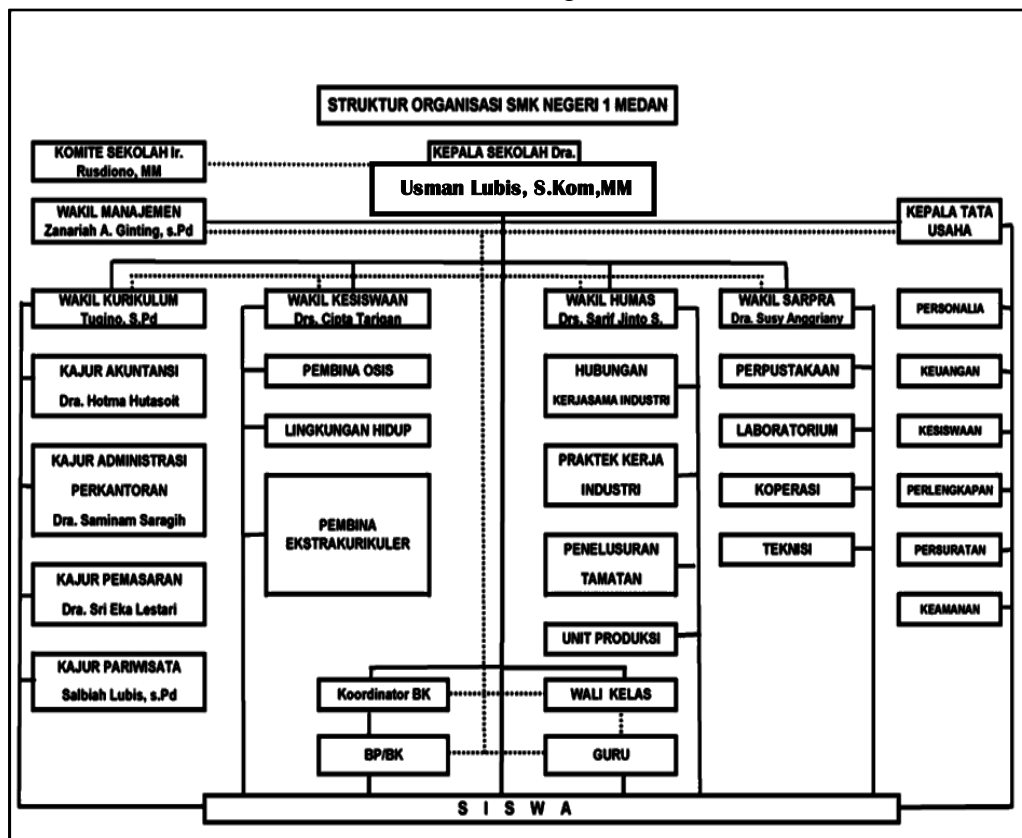 STRUKTUR ORGANISASI SMK NEGERI 1 MEDAN
KOMITE SEKOLAH Ir.
Rusdiono, MM
KEPALA SEKOLAH Dra.
Usman Lubis, S.Kom,MM
WAKIL MANAJEMEN
Zanariah A. Ginting, s.Pd
KEPALA TATA
USAHA
WAKIL KURIKULUM
Tugino, S.Pd
KAJUR AKUNTANSI
Dra. Hotma Hutasoit
KAJUR ADMINISTRASI
PERKANTORAN
Dra. Saminam Saragih
KAJUR PEMASARAN
Dra. Sri Eka Lestari
KAJUR PARIWISATA
Salbiah Lubis, s.Pd
WAKIL KESISWAAN
Drs. Cipta Tarigan
PEMBINA OSIS
LINGKUNGAN HIDUP
PEMBINA
EKSTRAKURIKULER
WAKIL HUMAS
Drs. Sarif Jinto S.
HUBUNGAN
KERJASAMA INDUSTRI
PRAKTEK KERJA
INDUSTRI
PENELUSURAN
TAMATAN
UNIT PRODUKSI
WAKIL SARPRA
Dra. Susy Anggriany
PERPUSTAKAAN
LABORATORIUM
KOPERASI
TEKNISI
PERSONALIA
KEUANGAN
KESISWAAN
PERLENGKAPAN
PERSURATAN
KEAMANAN
Koordinator BK
WALI KELAS
BP/BK
GURU
S I S W A